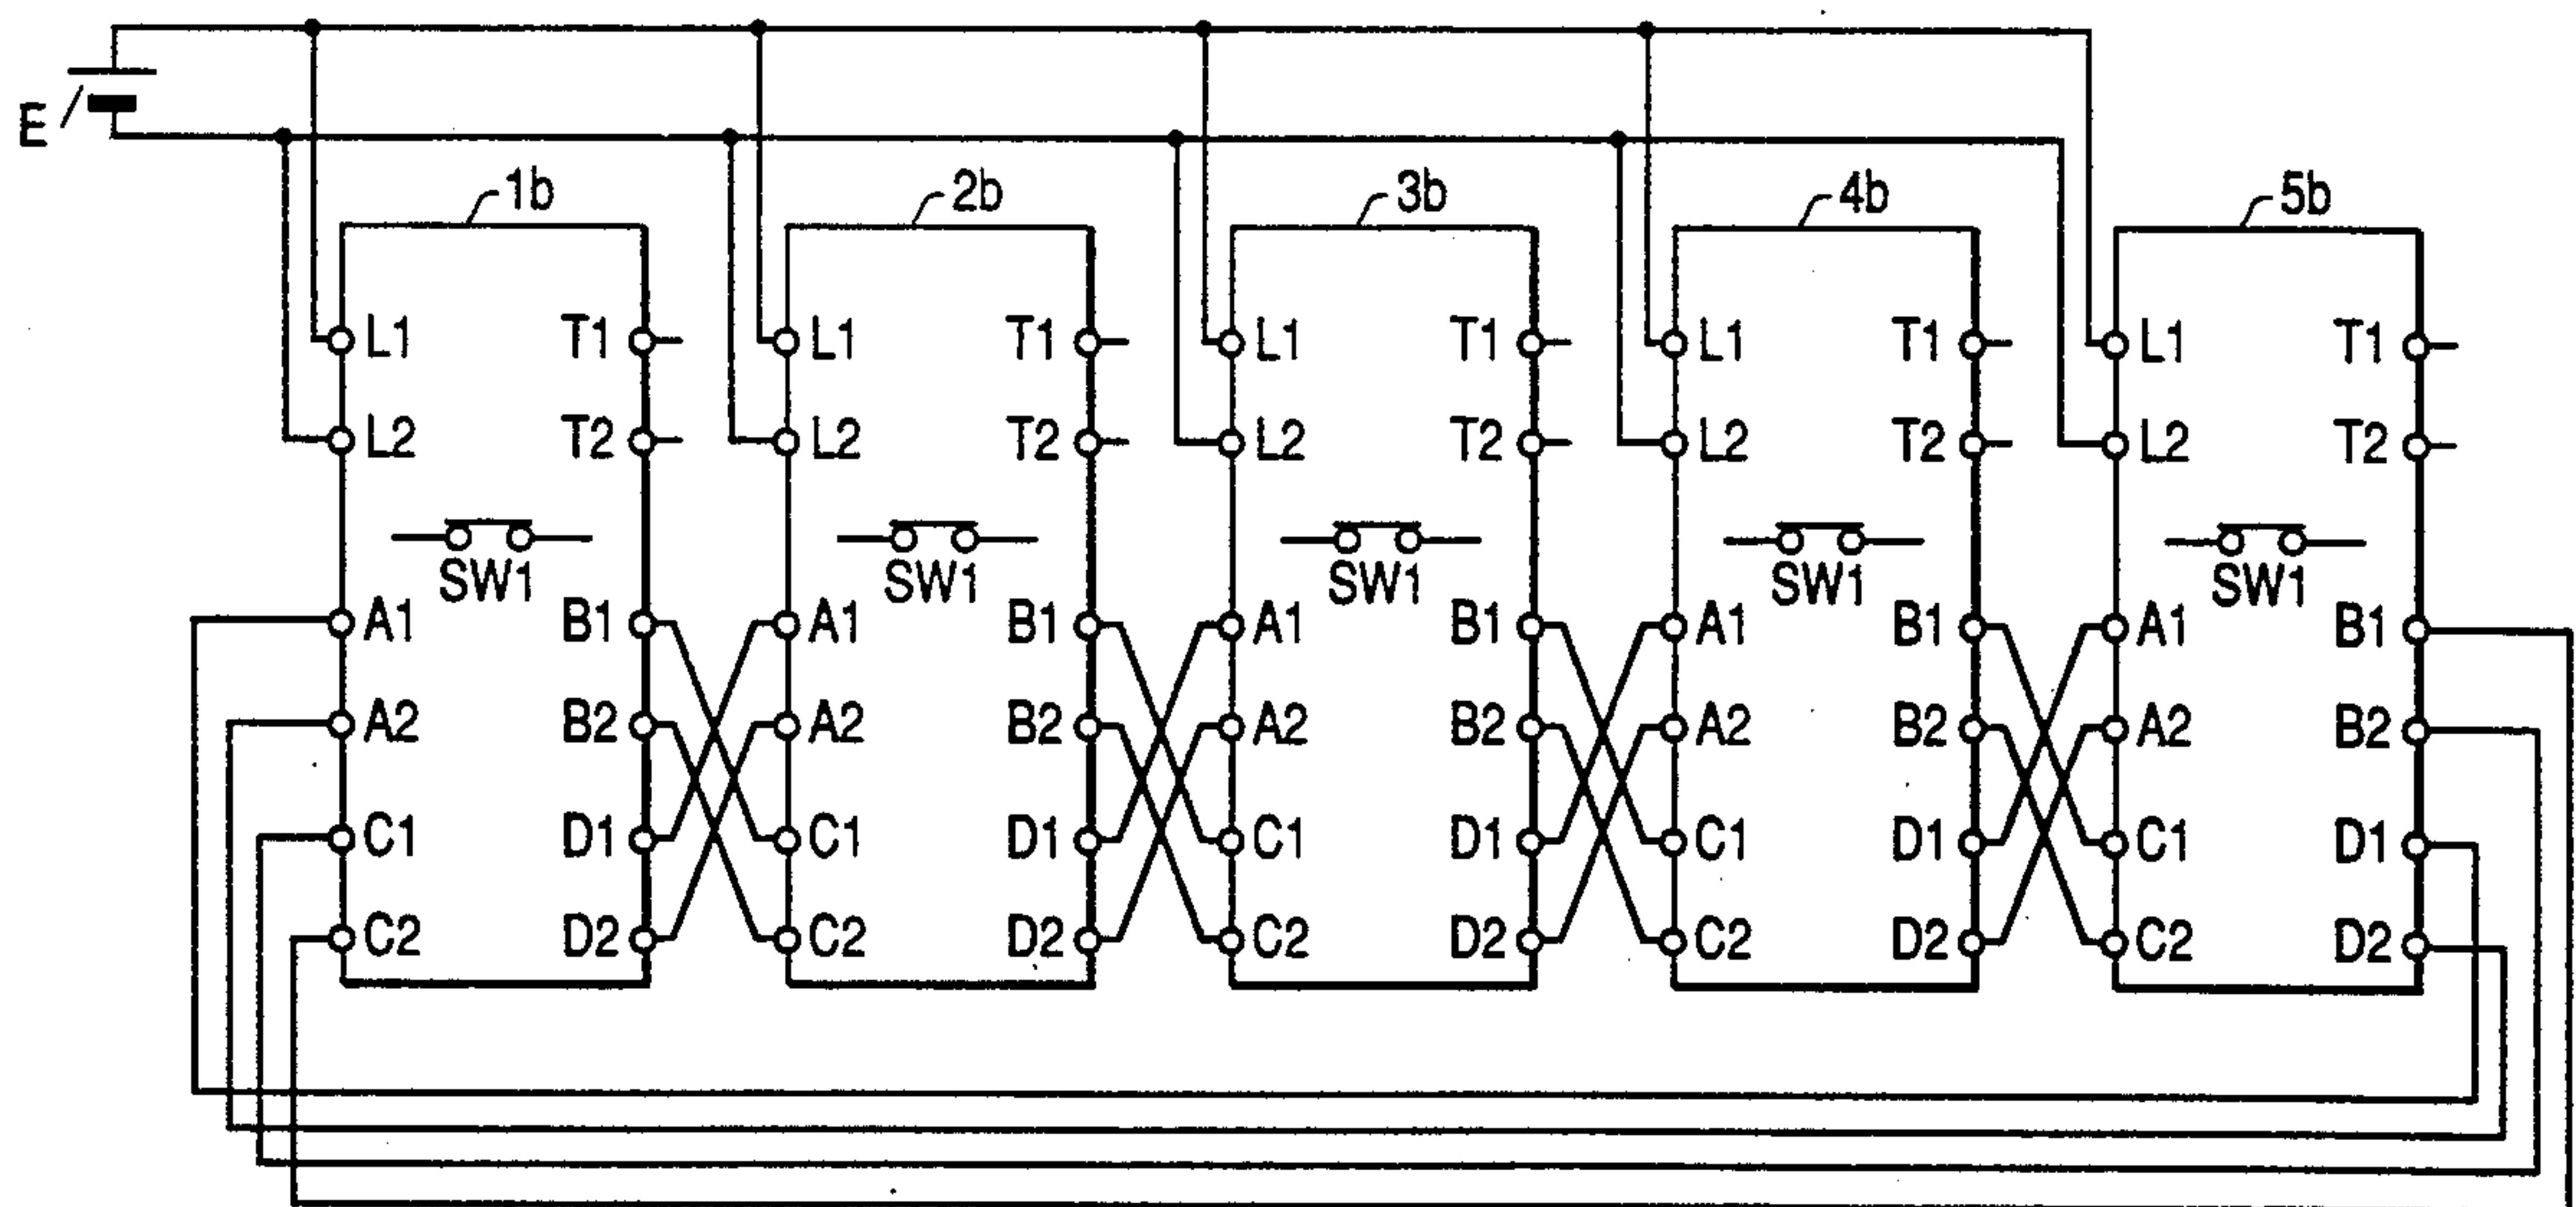 E
1b 2b 3b 4b 5b
L1 T1 L1 T1 L1 T1 L1 T1 L1 T1
L2 T2 L2 T2 L2 T2 L2 T2 L2 T2
SW1 SW1 SW1 SW1 SW1
A1 B1 A1 B1 A1 B1 A1 B1 A1 B1
A2 B2 A2 B2 A2 B2 A2 B2 A2 B2
C1 D1 C1 D1 C1 D1 C1 D1 C1 D1
C2 D2 C2 D2 C2 D2 C2 D2 C2 D2